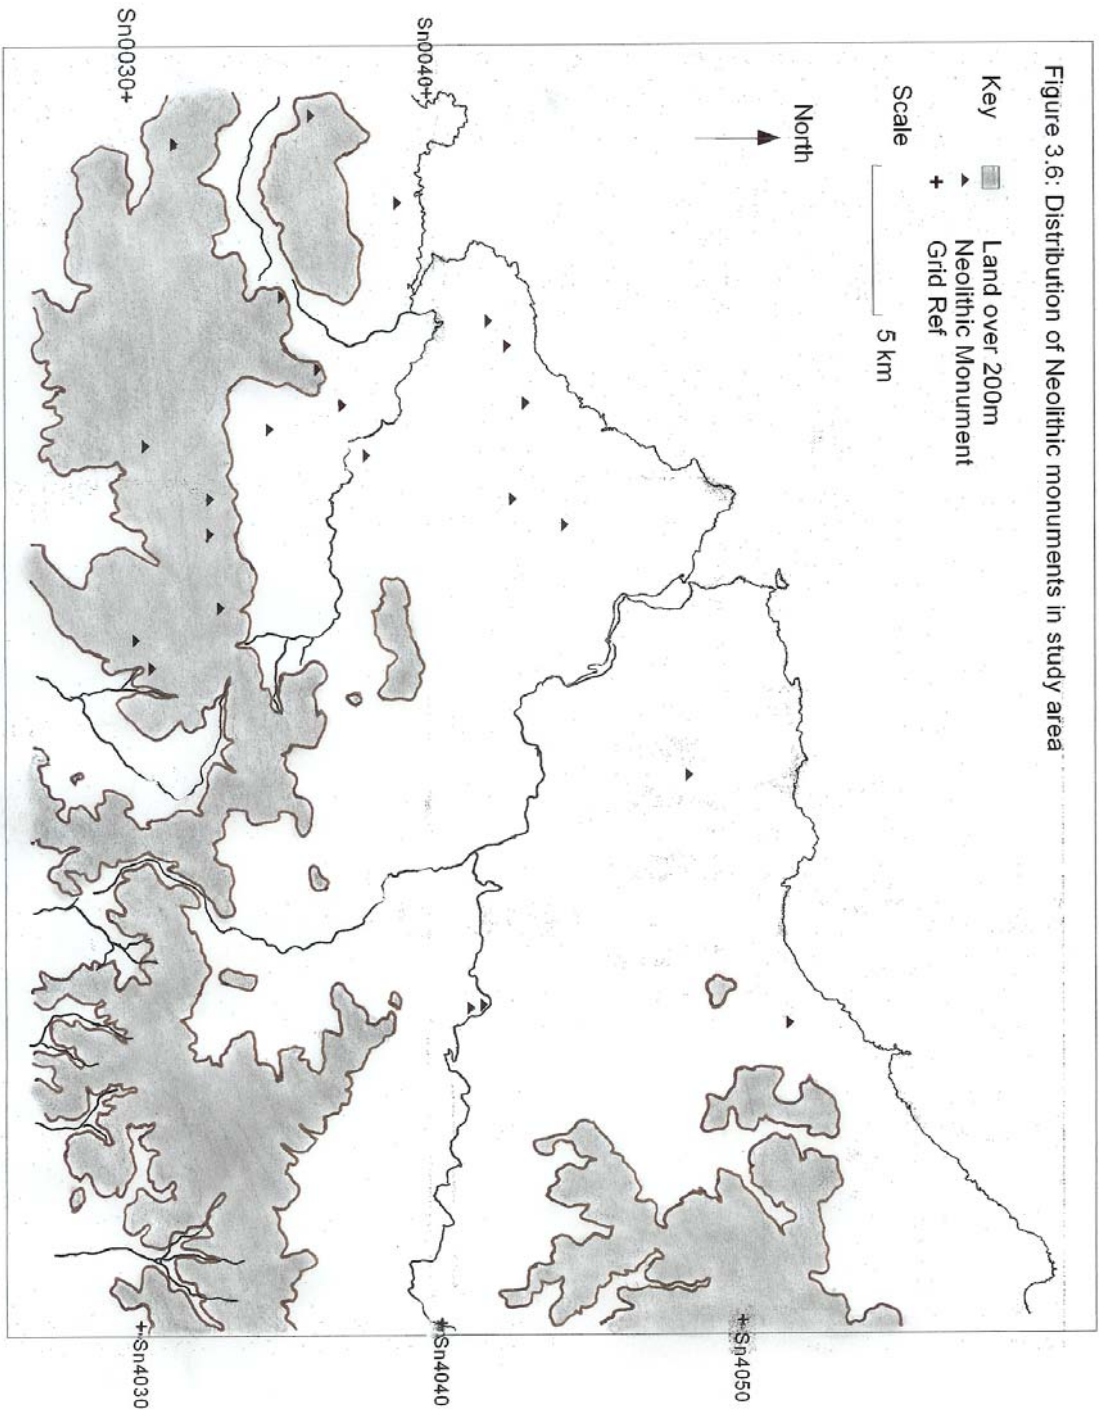 Figure 3.6: Distribution of Neolithic monuments in study area
Key
Land over 200m
Neolithic Monument
+ Grid Ref
Scale
5 km
North
Sn0040+
Sn0030+
+Sn4050
+Sn4040
+Sn4030